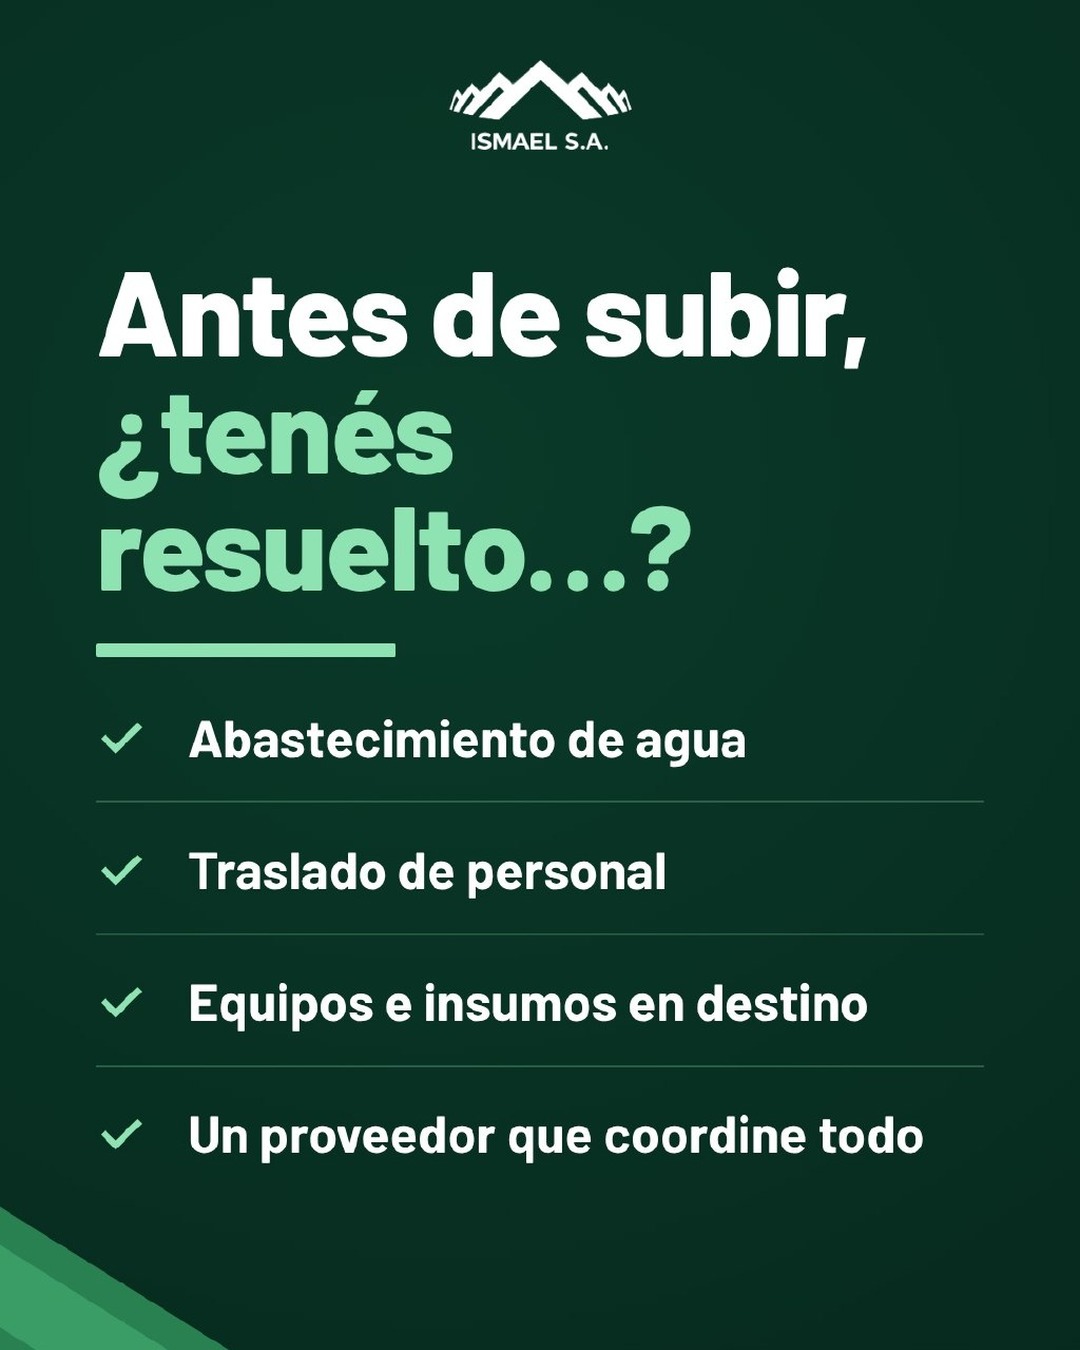 ISMAEL S.A.
Antes de subir,
¿tenés
resuelto...?
Abastecimiento de agua
Traslado de personal
Equipos e insumos en destino
Un proveedor que coordine todo